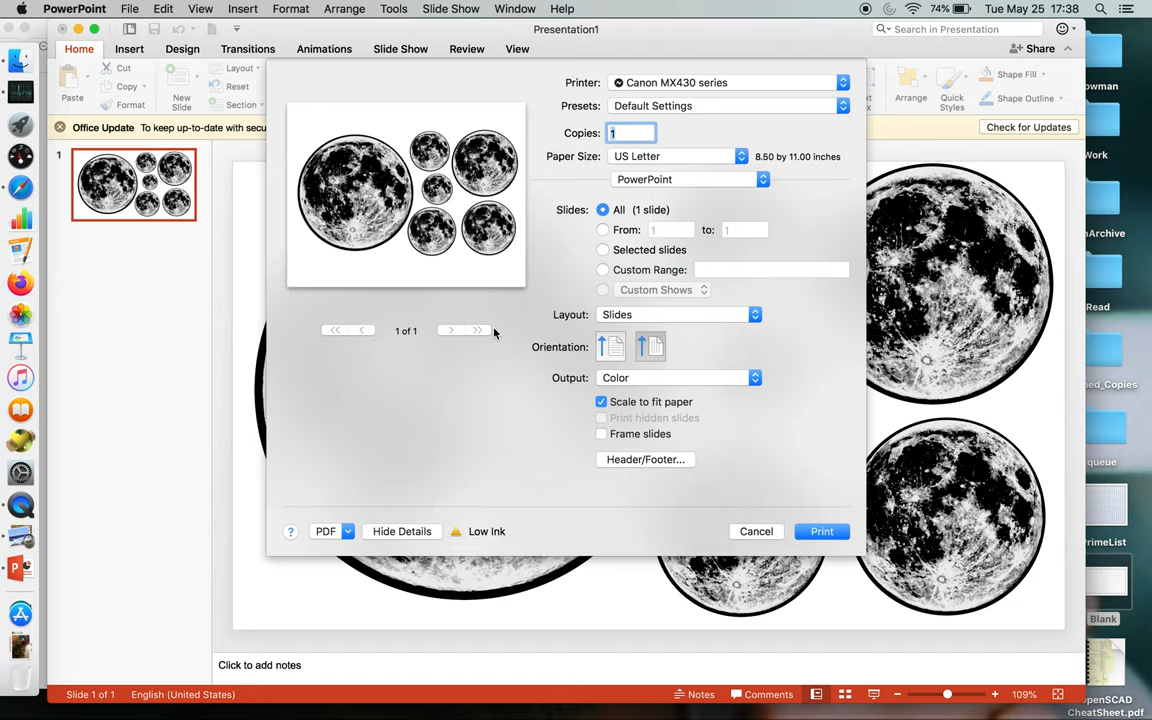 PowerPoint File Edit View Insert Format Arrange Tools Slide Show Window Help 74% Tue May 25 17:38
Presentation1
Search in Presentation
Home Insert Design Transitions Animations Slide Show Review View Share
Paste
Cut
Copy
Format
New
Slide
Layout
Reset
Section
Arrange
Quick
Styles
Shape Fill
Shape Outline
Office Update To keep up-to-date with secu
Check for Updates
1
Printer: Canon MX430 series
Presets: Default Settings
Copies: 1
Paper Size: US Letter 8.50 by 11.00 inches
PowerPoint
Slides: All (1 slide)
From: 1 to: 1
Selected slides
Custom Range:
Custom Shows
1 of 1
Layout: Slides
Orientation:
Output: Color
Scale to fit paper
Print hidden slides
Frame slides
Header/Footer...
? PDF Hide Details Low Ink Cancel Print
Click to add notes
Slide 1 of 1 English (United States) Notes Comments 109%
owman
Work
nArchive
Read
ned_Copies
queue
rimeList
Blank
OpenSCAD
CheatSheet.pdf